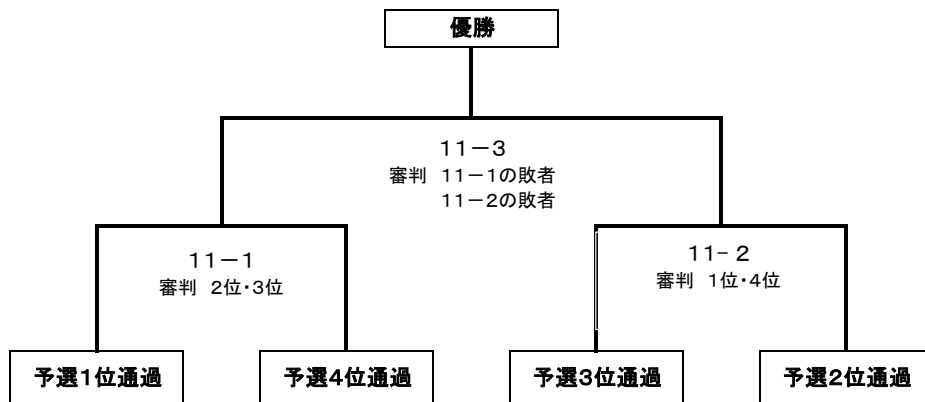 優勝
11－3
審判 11－1の敗者
11－2の敗者
11－1
審判 2位・3位
11-2
審判 1位・4位
予選1位通過
予選4位通過
予選3位通過
予選2位通過